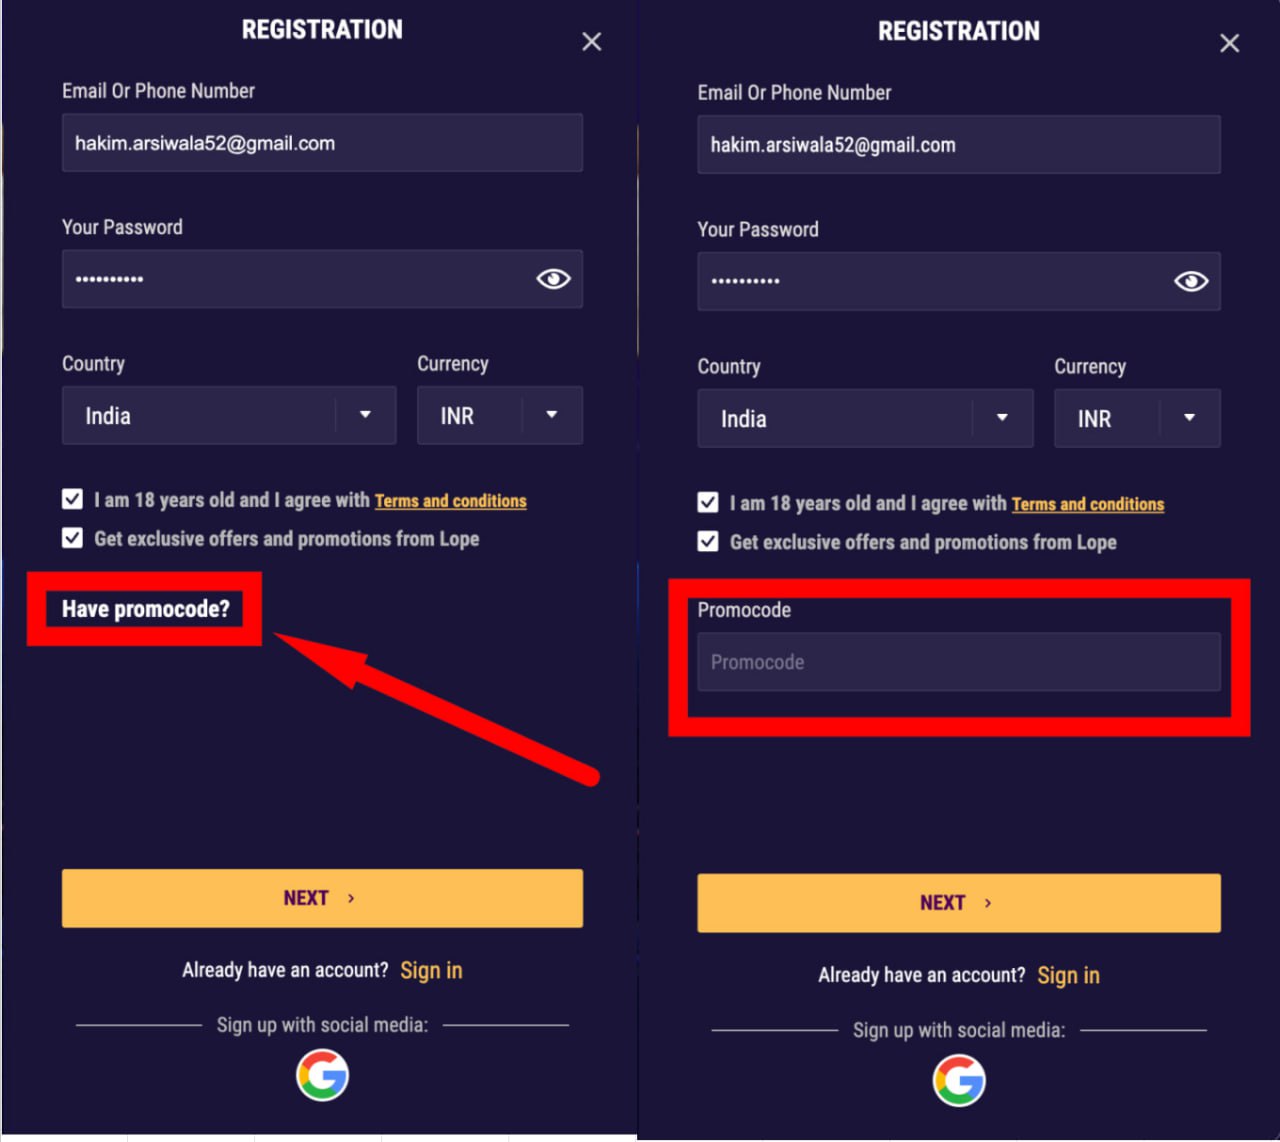 REGISTRATION
Email Or Phone Number
hakim.arsiwala52@gmail.com
Your Password
Country
Currency
India
INR
I am 18 years old and I agree with Terms and conditions
Get exclusive offers and promotions from Lope
Have promocode?
NEXT >
Already have an account? Sign in
Sign up with social media:
REGISTRATION
Email Or Phone Number
hakim.arsiwala52@gmail.com
Your Password
Country
Currency
India
INR
I am 18 years old and I agree with Terms and conditions
Get exclusive offers and promotions from Lope
Promocode
Promocode
NEXT >
Already have an account? Sign in
Sign up with social media: